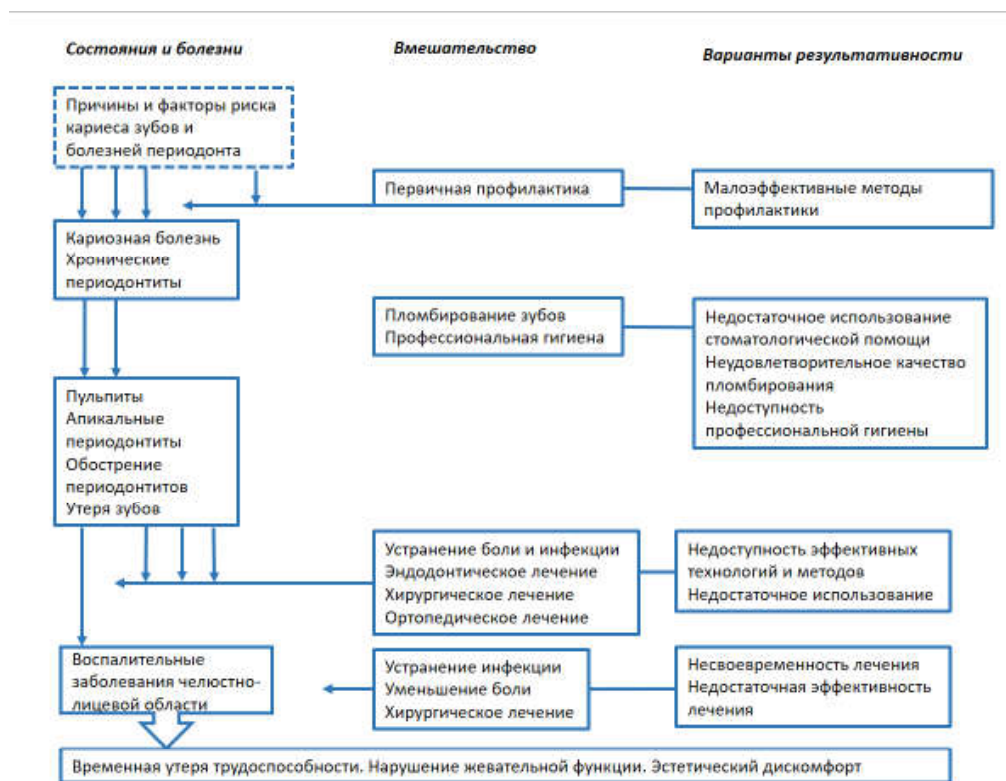 Состояния и болезни
Вмешательство
Варианты результативности
Причины и факторы риска
кариеса зубов и
болезней периодонта
Первичная профилактика
Малоэффективные методы
профилактики
Кариозная болезнь
Хронические
периодонтиты
Пломбирование зубов
Профессиональная гигиена
Недостаточное использование
стоматологической помощи
Неудовлетворительное качество
пломбирования
Недоступность
профессиональной гигиены
Пульпиты
Апикальные
периодонтиты
Обострение
периодонтитов
Утеря зубов
Устранение боли и инфекции
Эндодонтическое лечение
Хирургическое лечение
Ортопедическое лечение
Недоступность эффективных
технологий и методов
Недостаточное использование
Воспалительные
заболевания челюстно-
лицевой области
Устранение инфекции
Уменьшение боли
Хирургическое лечение
Несвоевременность лечения
Недостаточная эффективность
лечения
Временная утеря трудоспособности. Нарушение жевательной функции. Эстетический дискомфорт